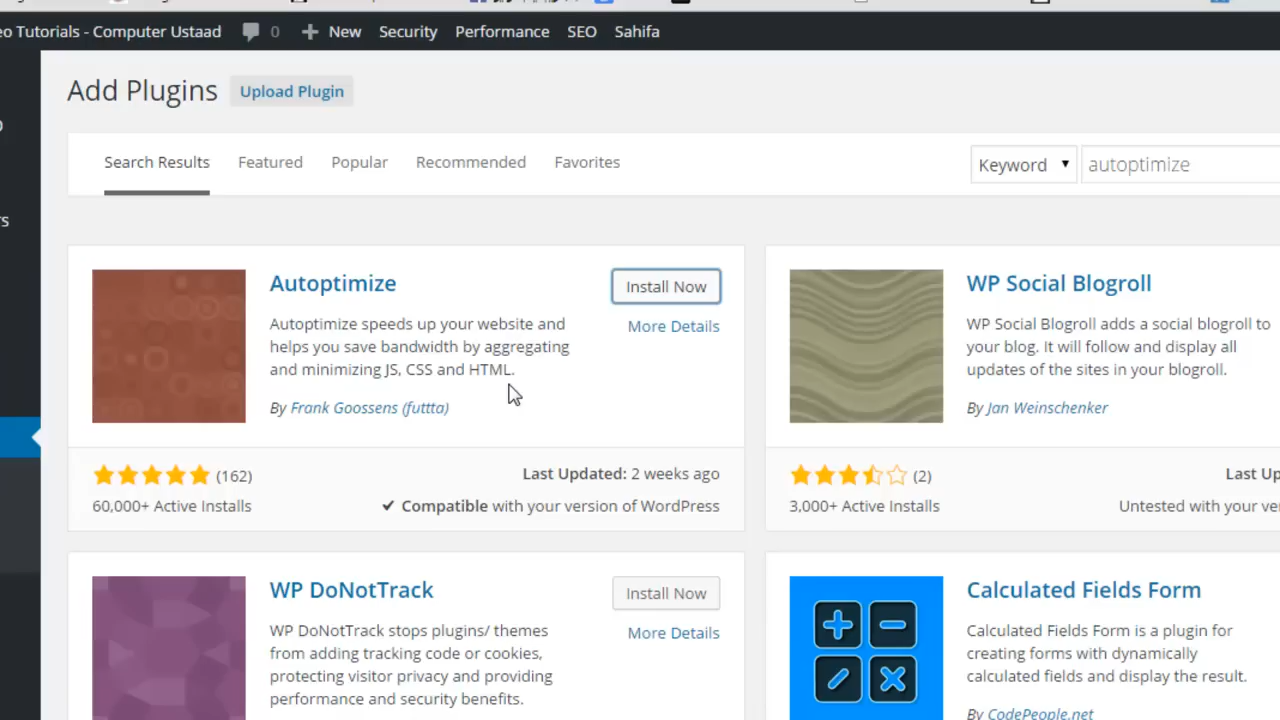 Tutorials - Computer Ustaad 0 New Security Performance SEO Sahifa
Add Plugins Upload Plugin
Search Results Featured Popular Recommended Favorites Keyword autoptimize
Autoptimize
Install Now
More Details
Autoptimize speeds up your website and
helps you save bandwidth by aggregating
and minimizing JS, CSS and HTML.
By Frank Goossens (futtta)
(162)
Last Updated: 2 weeks ago
60,000+ Active Installs
Compatible with your version of WordPress
WP Social Blogroll
WP Social Blogroll adds a social blogroll to
your blog. It will follow and display all
updates of the sites in your blogroll.
By Jan Weinschenker
(2)
Last Up
3,000+ Active Installs
Untested with your ve
WP DoNotTrack
Install Now
More Details
WP DoNotTrack stops plugins/ themes
from adding tracking code or cookies,
protecting visitor privacy and providing
performance and security benefits.
Calculated Fields Form
Calculated Fields Form is a plugin for
creating forms with dynamically
calculated fields and display the result.
By CodePeople.net